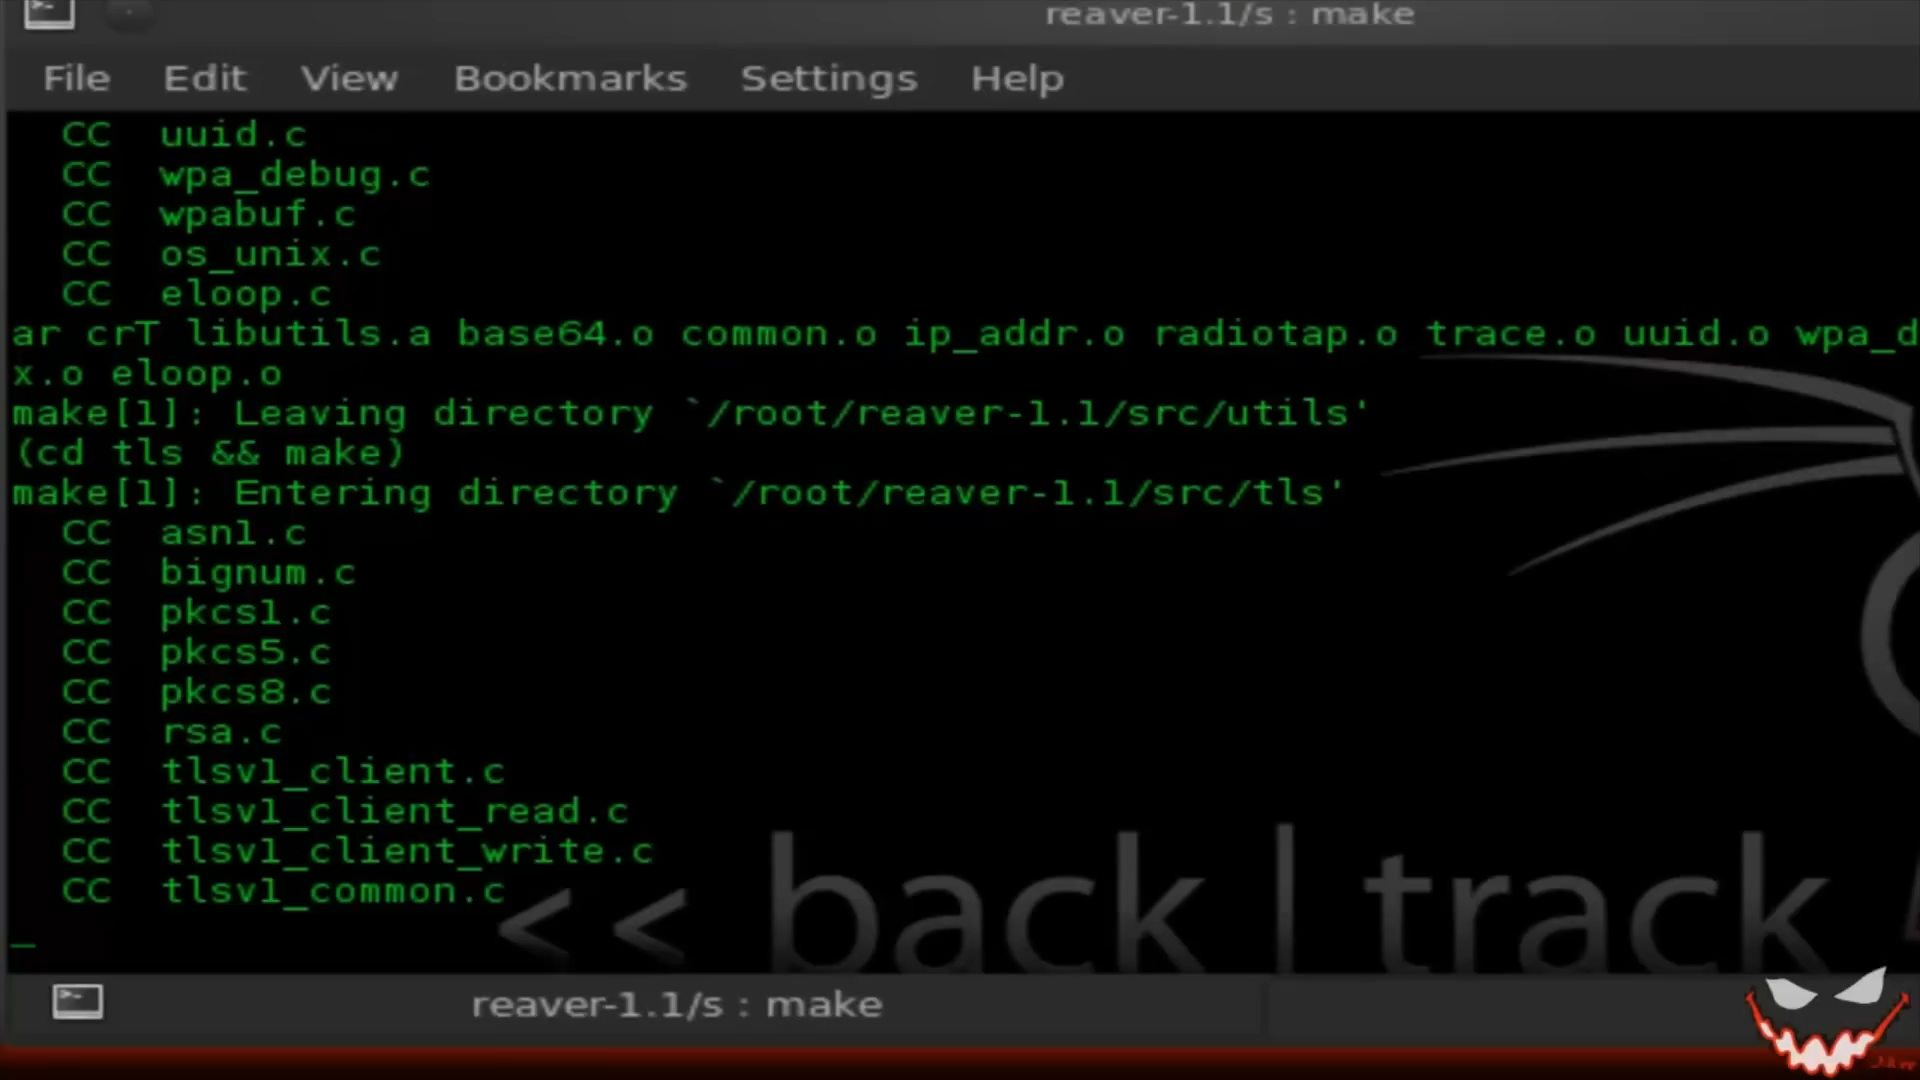 reaver-1.1/s : make
File Edit View Bookmarks Settings Help
CC uuid.c
CC wpa_debug.c
CC wpabuf.c
CC os_unix.c
CC eloop.c
ar crT libutils.a base64.o common.o ip_addr.o radiotap.o trace.o uuid.o wpa_d
x.o eloop.o
make[1]: Leaving directory `/root/reaver-1.1/src/utils'
(cd tls && make)
make[1]: Entering directory `/root/reaver-1.1/src/tls'
CC asn1.c
CC bignum.c
CC pkcs1.c
CC pkcs5.c
CC pkcs8.c
CC rsa.c
CC tlsv1_client.c
CC tlsv1_client_read.c
CC tlsv1_client_write.c
CC tlsv1_common.c
<< back | track
_
reaver-1.1/s : make